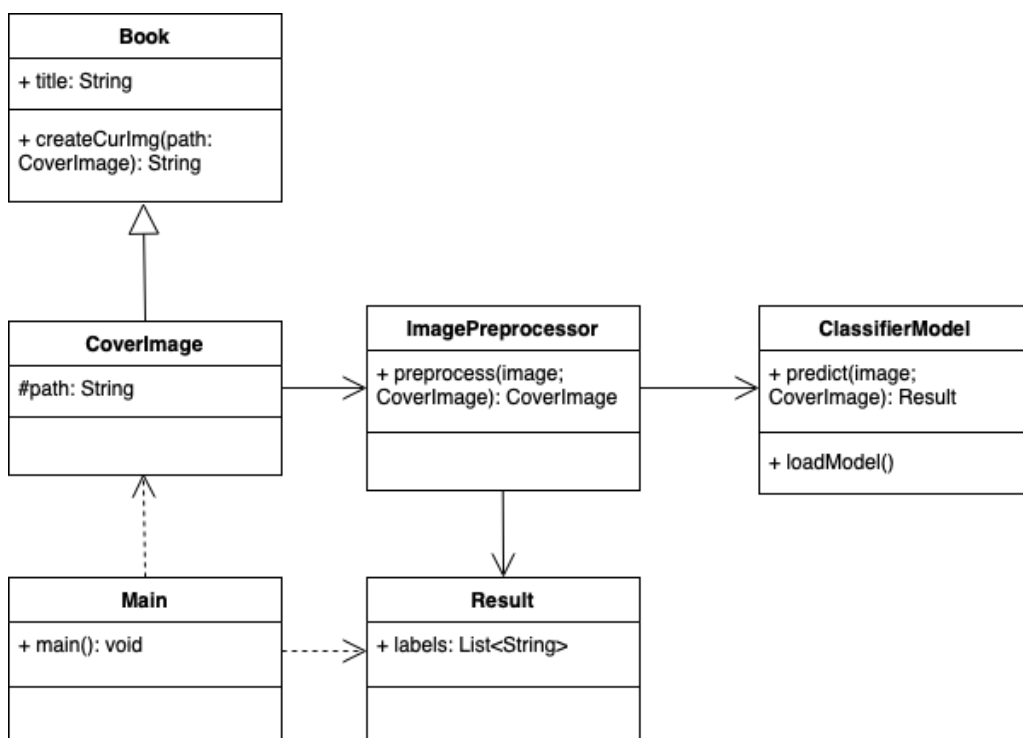 Book
+ title: String
+ createCurImg(path:
CoverImage): String
CoverImage
#path: String
ImagePreprocessor
+ preprocess(image;
CoverImage): CoverImage
ClassifierModel
+ predict(image;
CoverImage): Result
+ loadModel()
Main
+ main(): void
Result
+ labels: List<String>